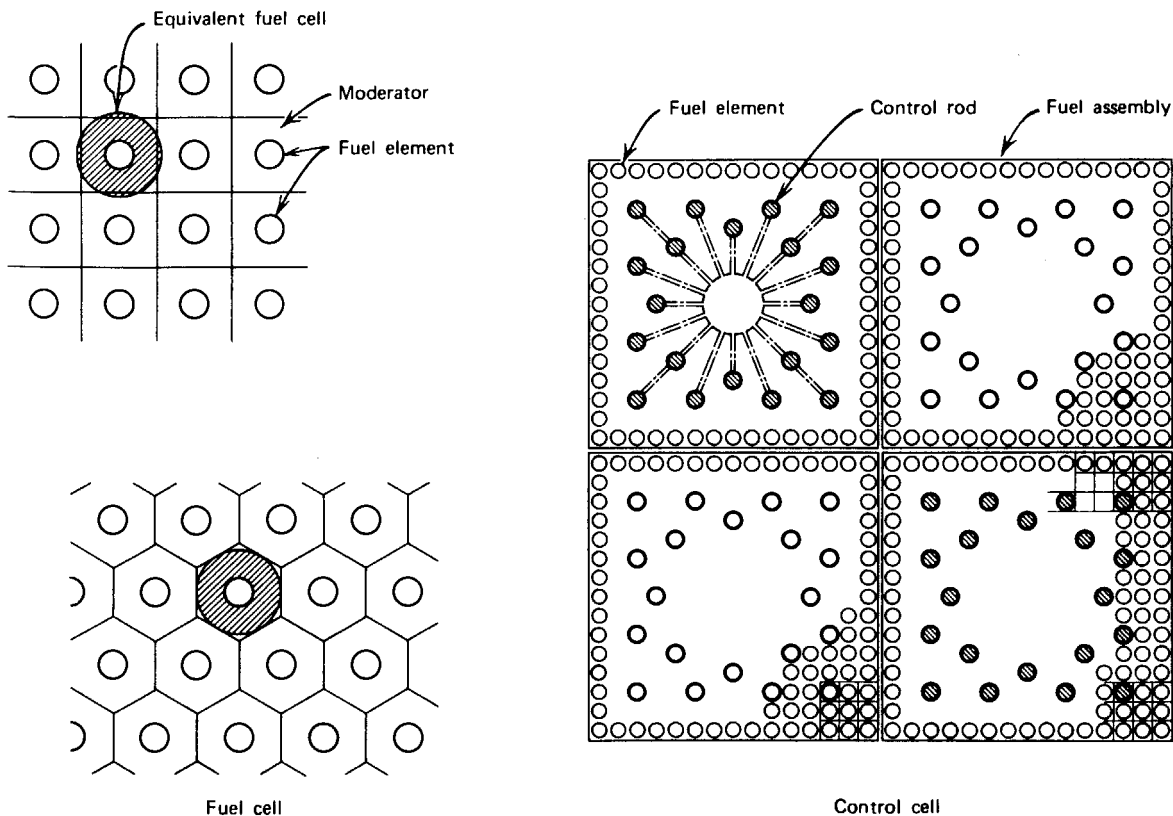 Equivalent fuel cell
Moderator
Fuel element
Fuel element
Control rod
Fuel assembly
Fuel cell
Control cell